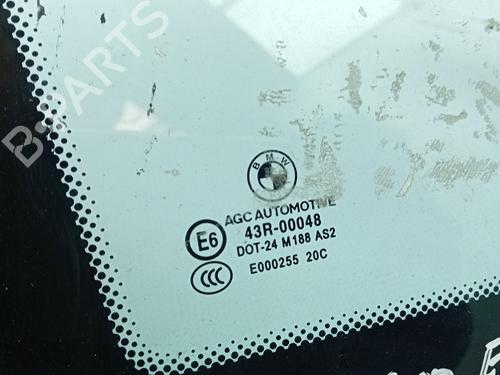 B-PARTS
BMW
AGC AUTOMOTIVE
E6 43R-00048
DOT-24 M188 AS2
CCC E000255 20C